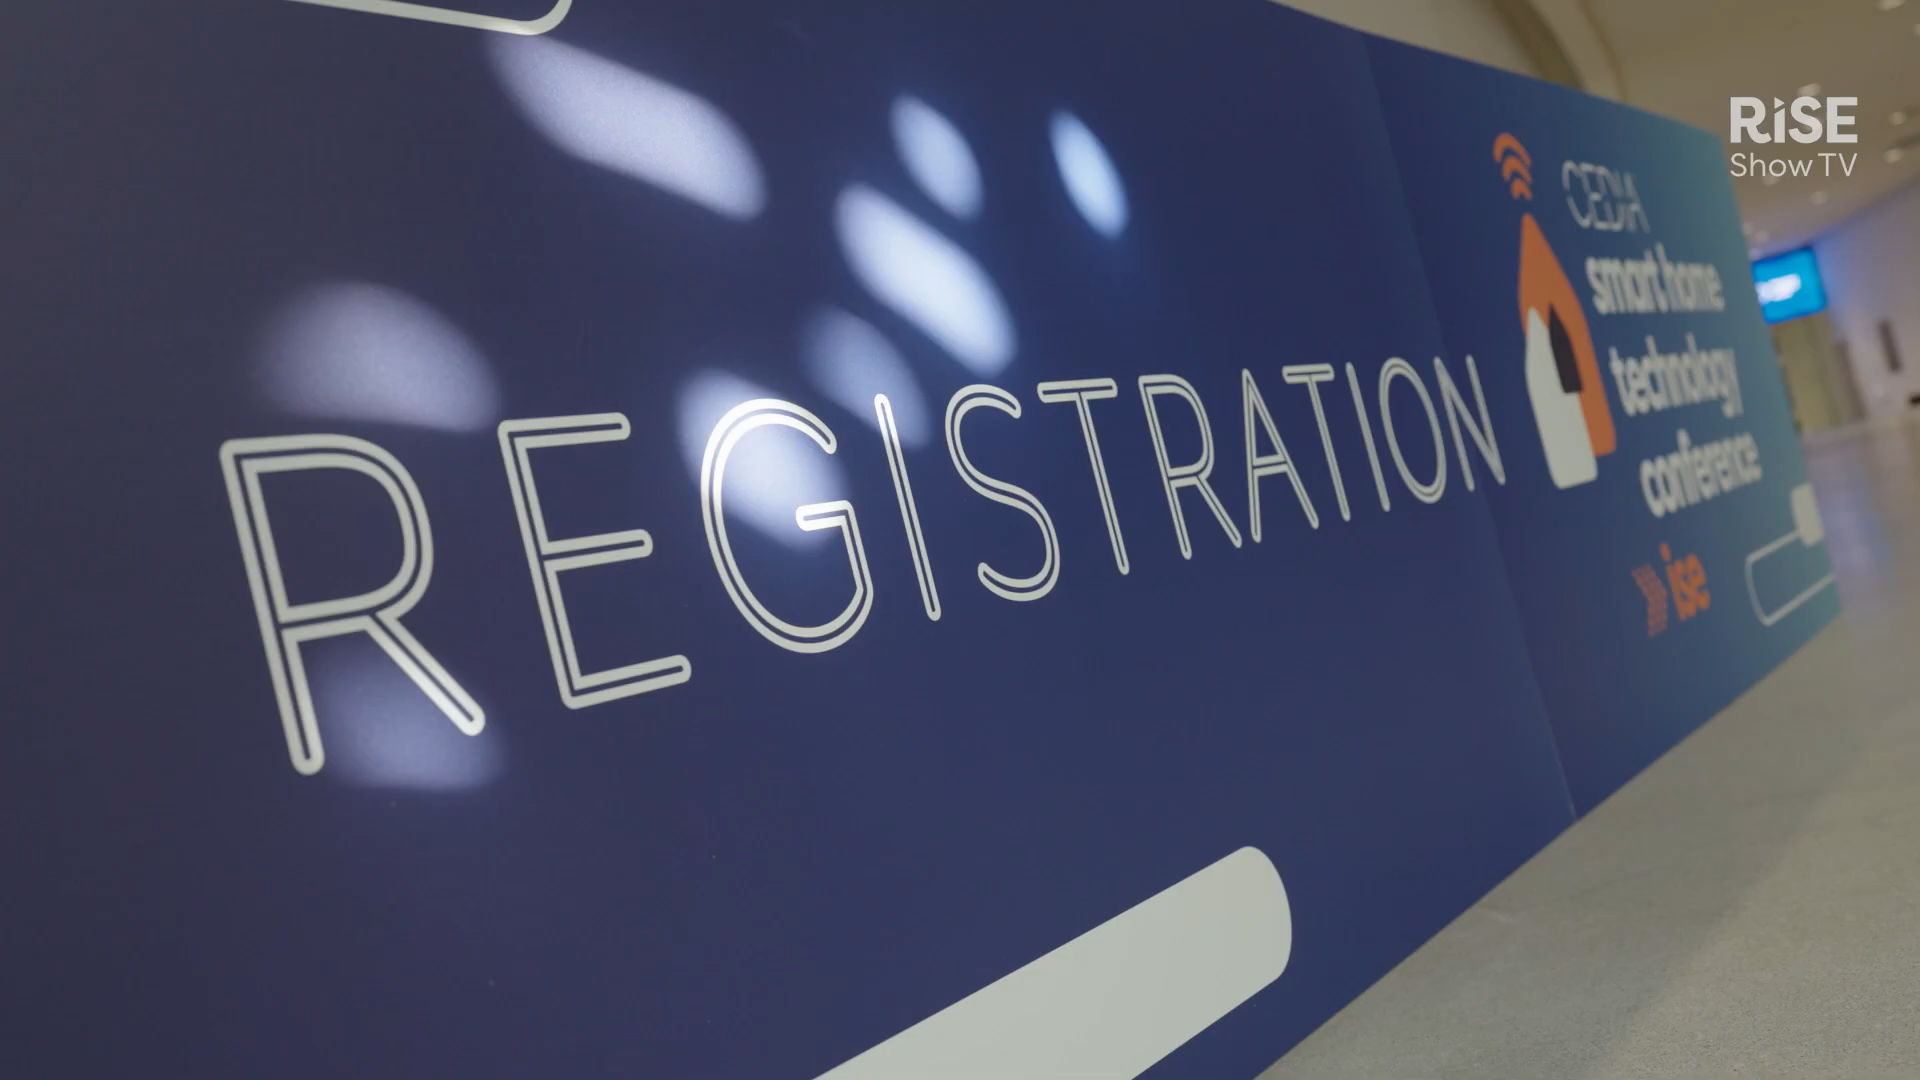 RiSE
Show TV
REGISTRATION
CEDIA
smart home
technology
conference
ise